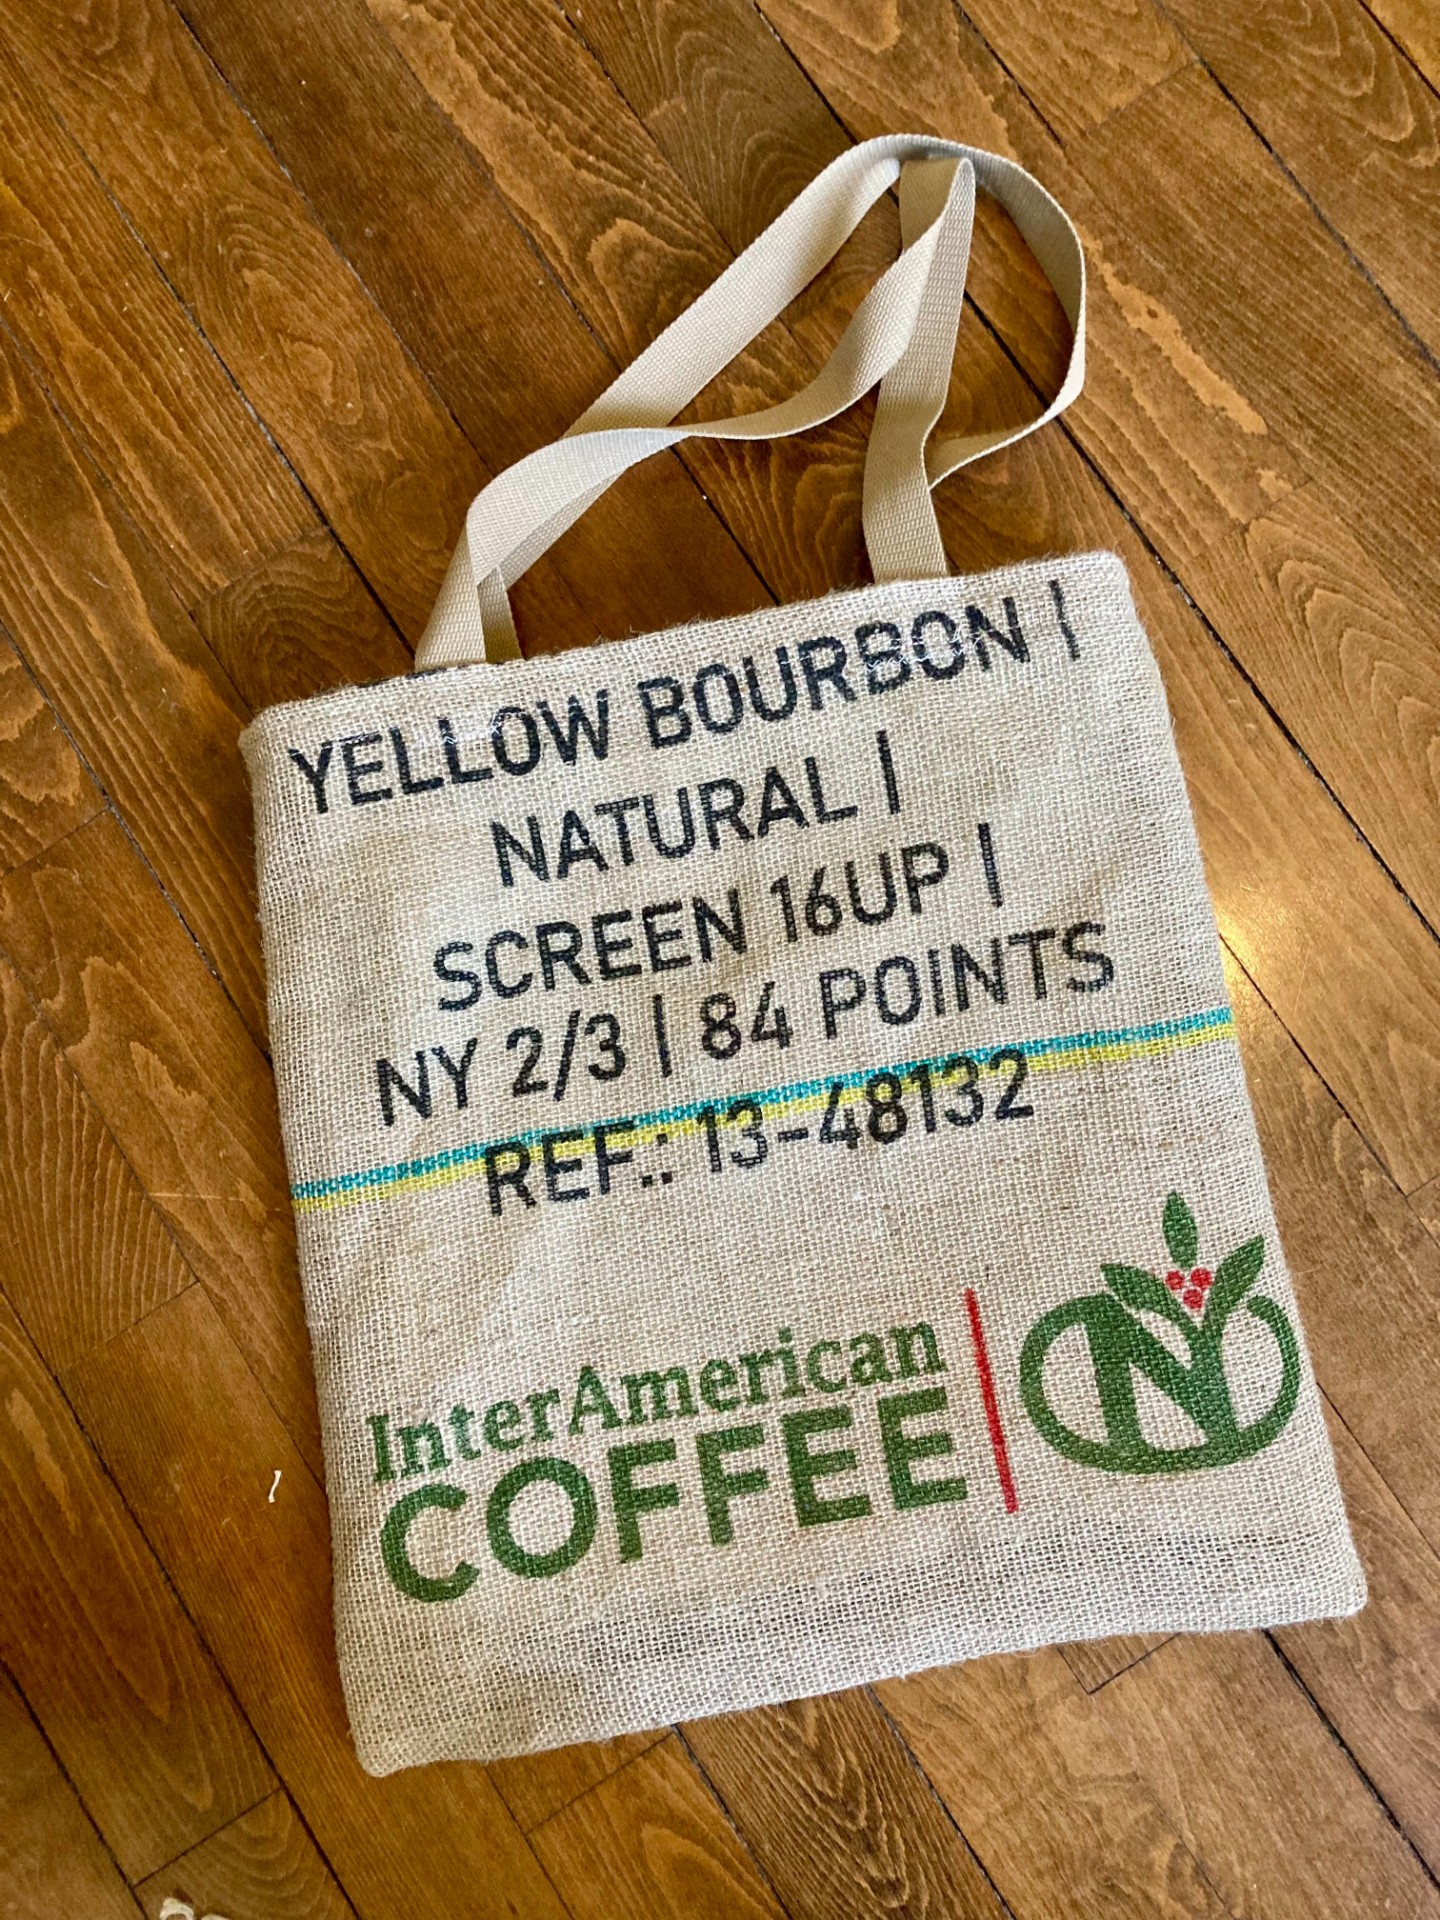 YELLOW BOURBON |
NATURAL |
SCREEN 16UP |
NY 2/3 | 84 POINTS
REF.: 13-48132
InterAmerican
COFFEE
N